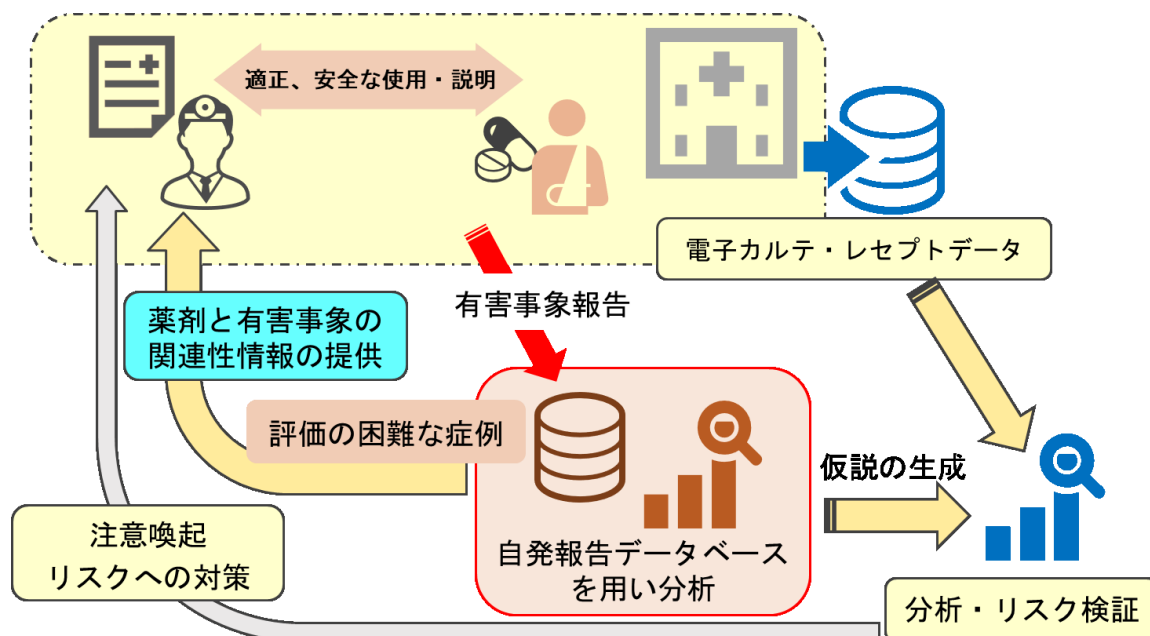 適正、安全な使用・説明
電子カルテ・レセプトデータ
有害事象報告
薬剤と有害事象の
関連性情報の提供
評価の困難な症例
仮説の生成
注意喚起
リスクへの対策
自発報告データベース
を用い分析
分析・リスク検証